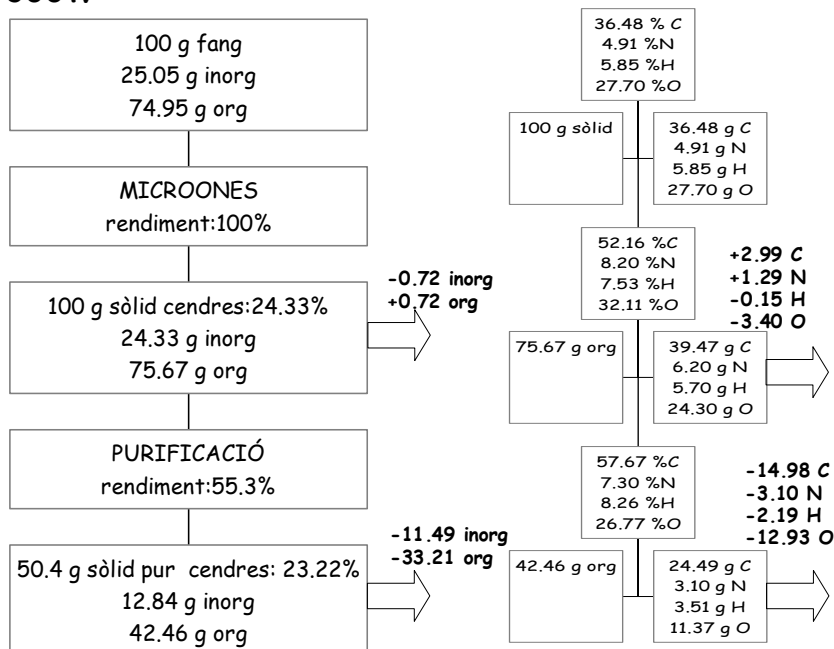 100 g fang
25.05 g inorg
74.95 g org
MICROONES
rendiment:100%
100 g sòlid cendres:24.33%
24.33 g inorg
75.67 g org
-0.72 inorg
+0.72 org
PURIFICACIÓ
rendiment:55.3%
50.4 g sòlid pur cendres: 23.22%
12.84 g inorg
42.46 g org
-11.49 inorg
-33.21 org
36.48 % C
4.91 %N
5.85 %H
27.70 %O
100 g sòlid
36.48 g C
4.91 g N
5.85 g H
27.70 g O
52.16 %C
8.20 %N
7.53 %H
32.11 %O
+2.99 C
+1.29 N
-0.15 H
-3.40 O
75.67 g org
39.47 g C
6.20 g N
5.70 g H
24.30 g O
57.67 %C
7.30 %N
8.26 %H
26.77 %O
-14.98 C
-3.10 N
-2.19 H
-12.93 O
42.46 g org
24.49 g C
3.10 g N
3.51 g H
11.37 g O